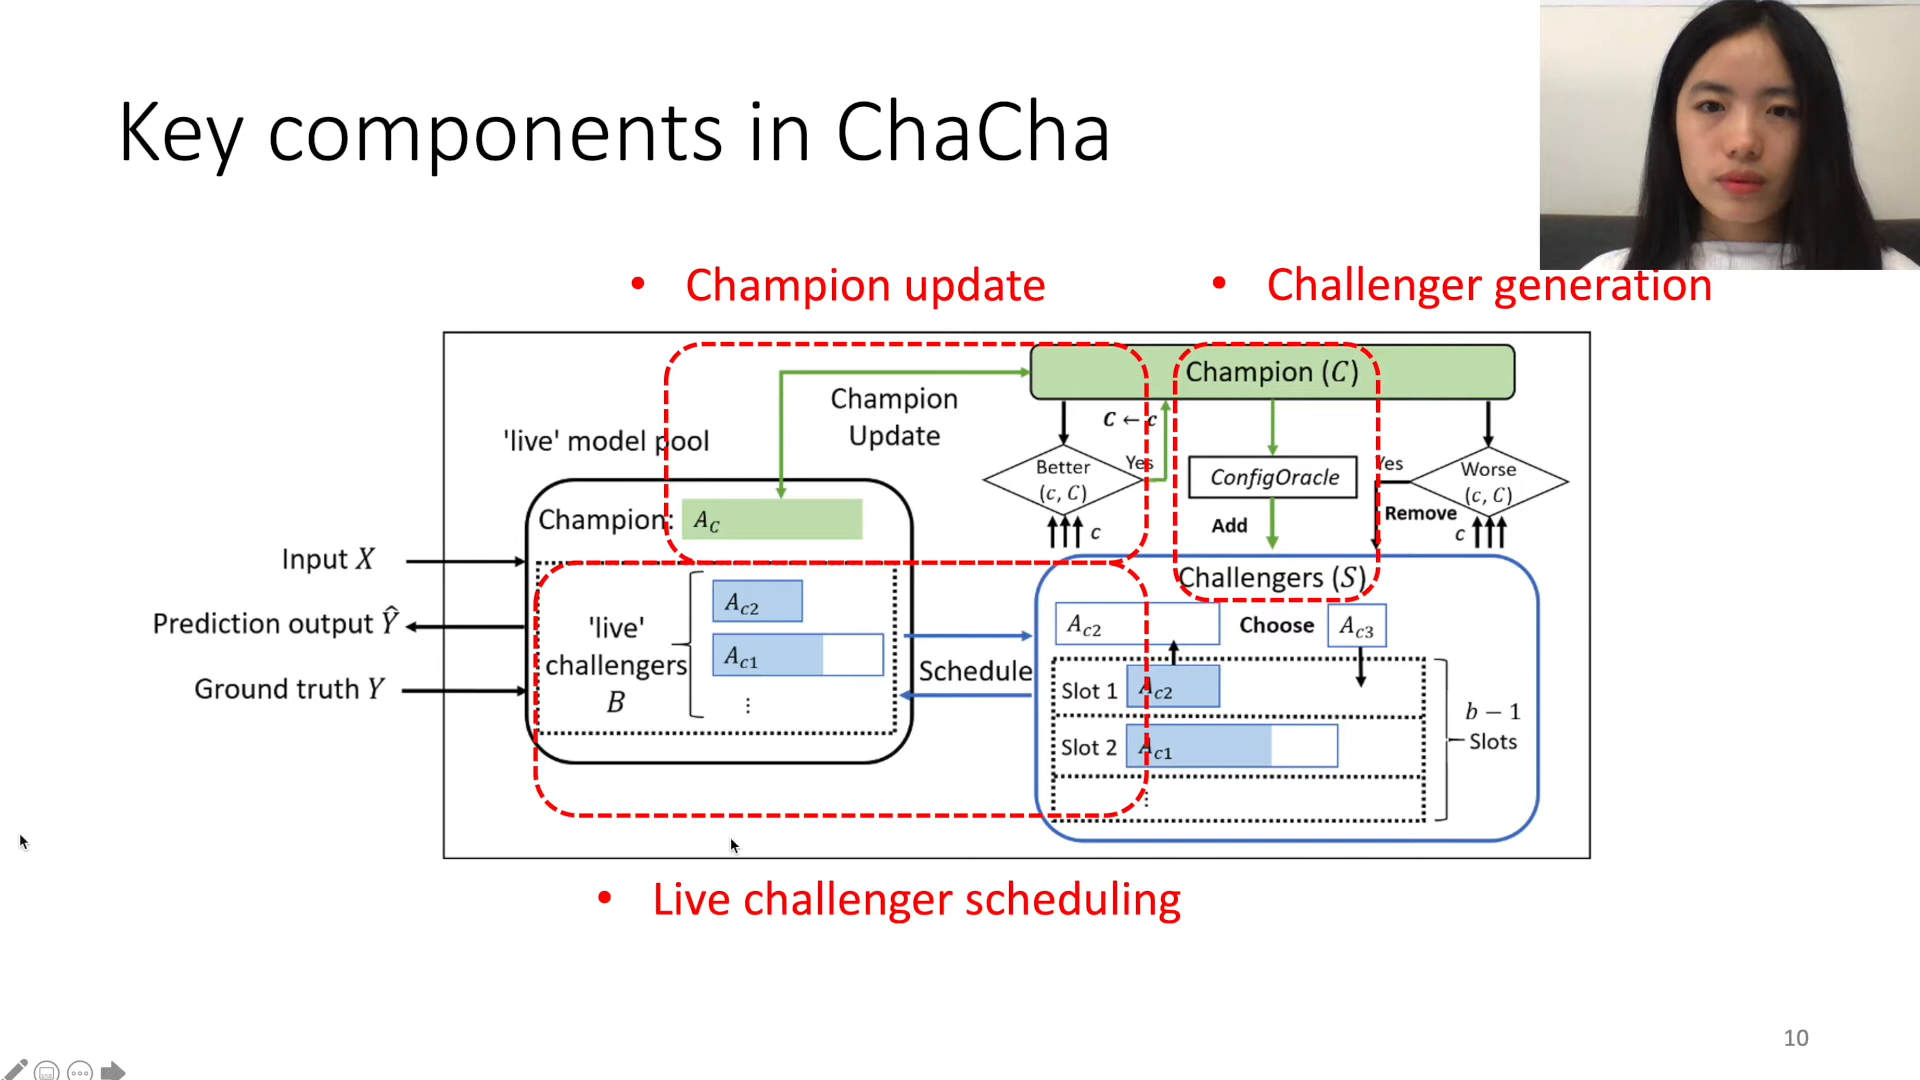 Key components in ChaCha
• Champion update
• Challenger generation
Champion (C)
Champion
Update
C ← c
'live' model pool
Better
(c, C)
Yes
ConfigOracle
Yes
Worse
(c, C)
Champion: A_C
Add
Remove
c
c
Input X
Challengers (S)
'live'
challengers
B
A_c2
A_c1
⋮
Prediction output Ŷ
Ground truth Y
Schedule
A_c2
Choose
A_c3
Slot 1 A_c2
Slot 2 A_c1
⋮
b − 1
Slots
• Live challenger scheduling
10